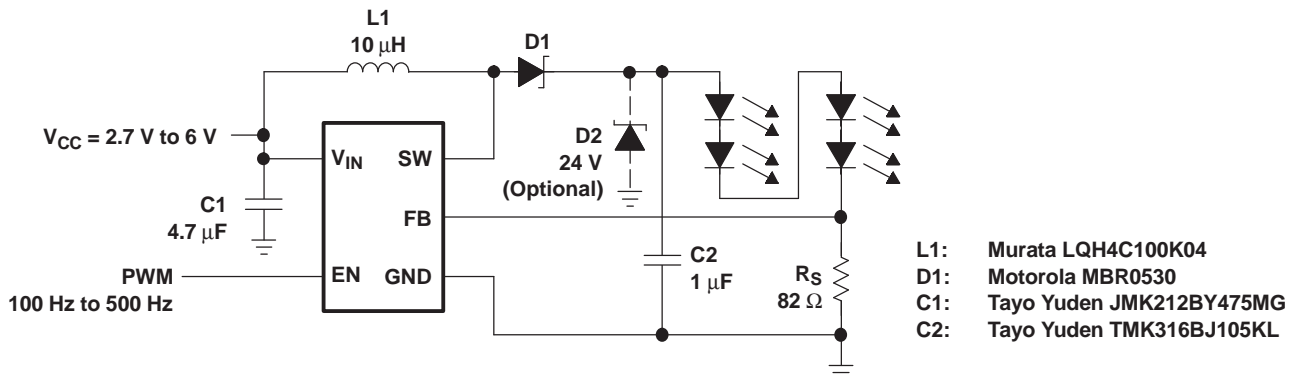 L1
10 μH
D1
VCC = 2.7 V to 6 V
VIN
SW
D2
24 V
(Optional)
C1
4.7 μF
FB
C2
1 μF
RS
82 Ω
PWM
100 Hz to 500 Hz
EN
GND
L1: Murata LQH4C100K04
D1: Motorola MBR0530
C1: Tayo Yuden JMK212BY475MG
C2: Tayo Yuden TMK316BJ105KL